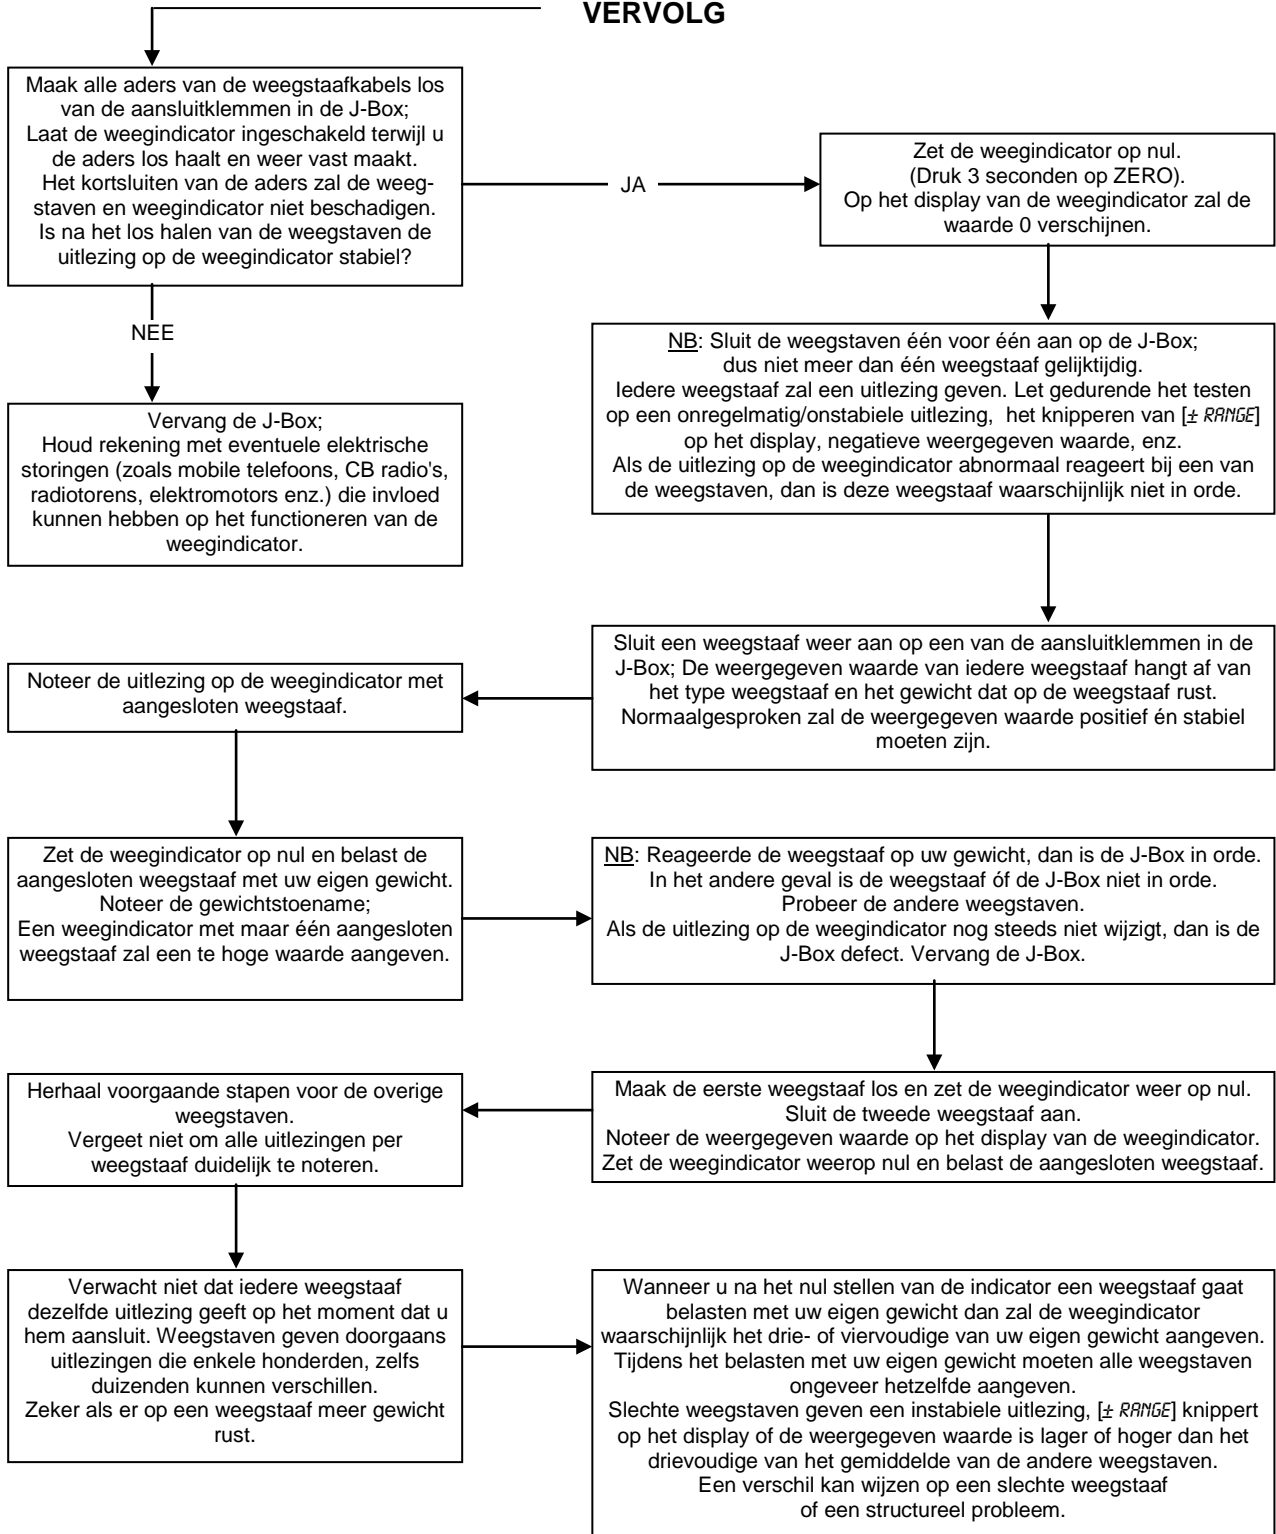 VERVOLG
Maak alle aders van de weegstaafkabels los
van de aansluitklemmen in de J-Box;
Laat de weegindicator ingeschakeld terwijl u
de aders los haalt en weer vast maakt.
Het kortsluiten van de aders zal de weeg-
staven en weegindicator niet beschadigen.
Is na het los halen van de weegstaven de
uitlezing op de weegindicator stabiel?
JA
Zet de weegindicator op nul.
(Druk 3 seconden op ZERO).
Op het display van de weegindicator zal de
waarde 0 verschijnen.
NEE
Vervang de J-Box;
Houd rekening met eventuele elektrische
storingen (zoals mobile telefoons, CB radio's,
radiotorens, elektromotors enz.) die invloed
kunnen hebben op het functioneren van de
weegindicator.
NB: Sluit de weegstaven één voor één aan op de J-Box;
dus niet meer dan één weegstaaf gelijktijdig.
Iedere weegstaaf zal een uitlezing geven. Let gedurende het testen
op een onregelmatig/onstabiele uitlezing, het knipperen van [± RANGE]
op het display, negatieve weergegeven waarde, enz.
Als de uitlezing op de weegindicator abnormaal reageert bij een van
de weegstaven, dan is deze weegstaaf waarschijnlijk niet in orde.
Sluit een weegstaaf weer aan op een van de aansluitklemmen in de
J-Box; De weergegeven waarde van iedere weegstaaf hangt af van
het type weegstaaf en het gewicht dat op de weegstaaf rust.
Normaalgesproken zal de weergegeven waarde positief én stabiel
moeten zijn.
Noteer de uitlezing op de weegindicator met
aangesloten weegstaaf.
Zet de weegindicator op nul en belast de
aangesloten weegstaaf met uw eigen gewicht.
Noteer de gewichtstoename;
Een weegindicator met maar één aangesloten
weegstaaf zal een te hoge waarde aangeven.
NB: Reageerde de weegstaaf op uw gewicht, dan is de J-Box in orde.
In het andere geval is de weegstaaf óf de J-Box niet in orde.
Probeer de andere weegstaven.
Als de uitlezing op de weegindicator nog steeds niet wijzigt, dan is de
J-Box defect. Vervang de J-Box.
Maak de eerste weegstaaf los en zet de weegindicator weer op nul.
Sluit de tweede weegstaaf aan.
Noteer de weergegeven waarde op het display van de weegindicator.
Zet de weegindicator weerop nul en belast de aangesloten weegstaaf.
Herhaal voorgaande stapen voor de overige
weegstaven.
Vergeet niet om alle uitlezingen per
weegstaaf duidelijk te noteren.
Verwacht niet dat iedere weegstaaf
dezelfde uitlezing geeft op het moment dat u
hem aansluit. Weegstaven geven doorgaans
uitlezingen die enkele honderden, zelfs
duizenden kunnen verschillen.
Zeker als er op een weegstaaf meer gewicht
rust.
Wanneer u na het nul stellen van de indicator een weegstaaf gaat
belasten met uw eigen gewicht dan zal de weegindicator
waarschijnlijk het drie- of viervoudige van uw eigen gewicht aangeven.
Tijdens het belasten met uw eigen gewicht moeten alle weegstaven
ongeveer hetzelfde aangeven.
Slechte weegstaven geven een instabiele uitlezing, [± RANGE] knippert
op het display of de weergegeven waarde is lager of hoger dan het
drievoudige van het gemiddelde van de andere weegstaven.
Een verschil kan wijzen op een slechte weegstaaf
of een structureel probleem.